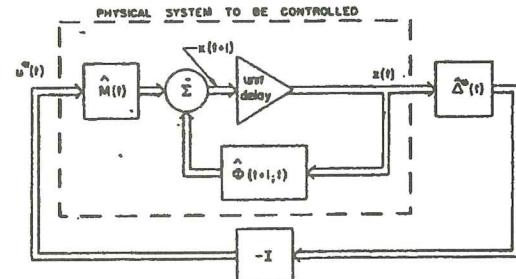 PHYSICAL SYSTEM TO BE CONTROLLED
u*(t)
x(t+1)
x(t)
M̂(t)
Σ
unit
delay
Δ̂*(t)
Φ̂(t+1;t)
-I